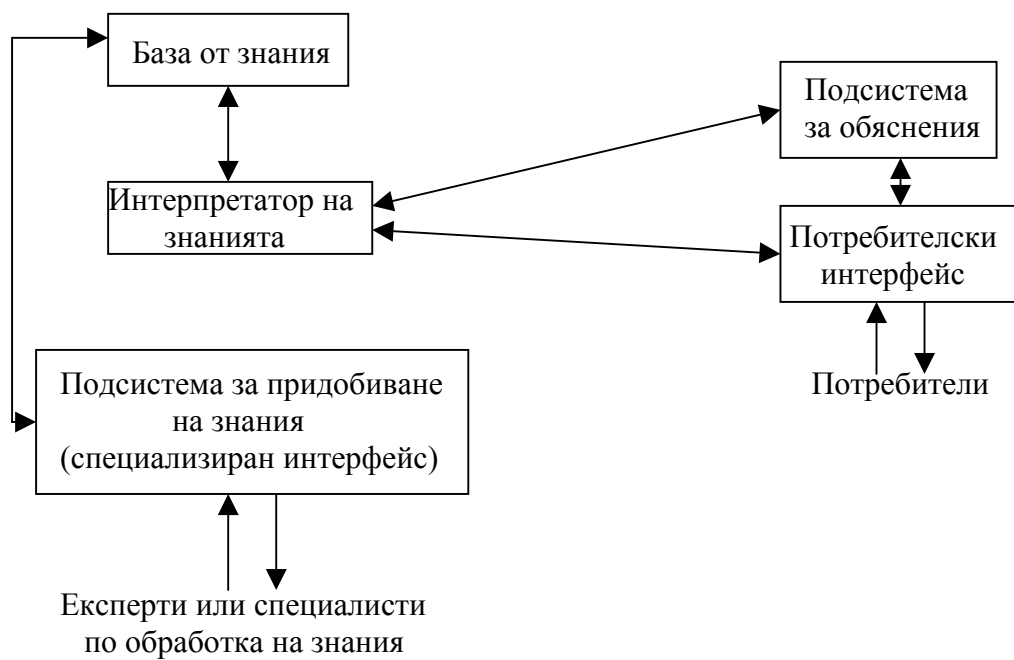 База от знания
Подсистема
за обяснения
Интерпретатор на
знанията
Потребителски
интерфейс
Подсистема за придобиване
на знания
(специализиран интерфейс)
Потребители
Експерти или специалисти
по обработка на знания